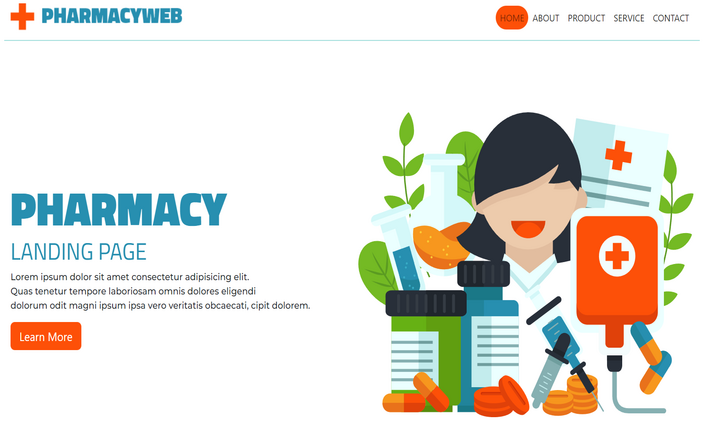 PHARMACYWEB
HOME ABOUT PRODUCT SERVICE CONTACT
PHARMACY
LANDING PAGE
Lorem ipsum dolor sit amet consectetur adipisicing elit.
Quas tenetur tempore laboriosam omnis dolores eligendi
dolorum odit magni ipsum ipsa vero veritatis obcaecati, cipit dolorem.
Learn More